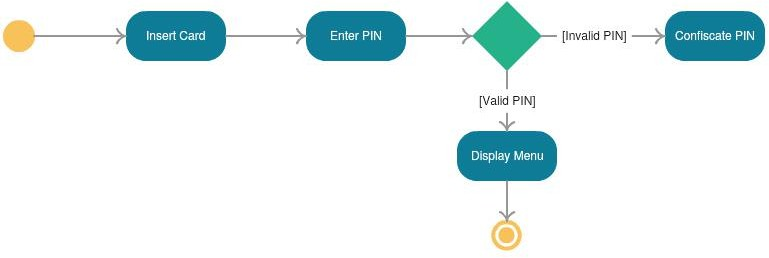 Insert Card
Enter PIN
[Invalid PIN]
Confiscate PIN
[Valid PIN]
Display Menu